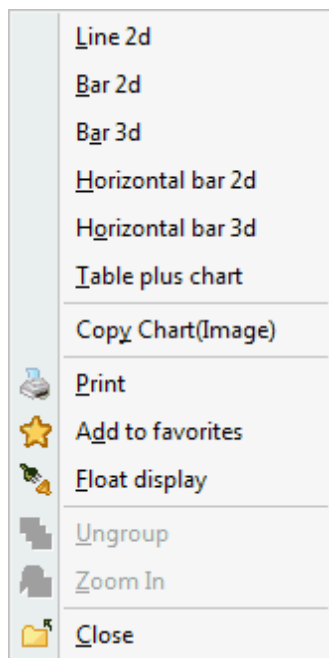 Line 2d
Bar 2d
Bar 3d
Horizontal bar 2d
Horizontal bar 3d
Table plus chart
Copy Chart(Image)
Print
Add to favorites
Float display
Ungroup
Zoom In
Close